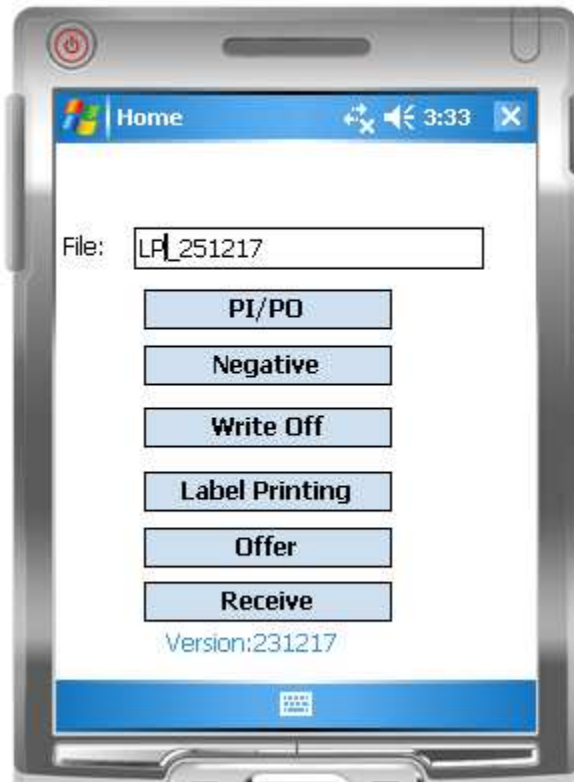 Home 3:33
File: LP_251217
PI/PO
Negative
Write Off
Label Printing
Offer
Receive
Version:231217